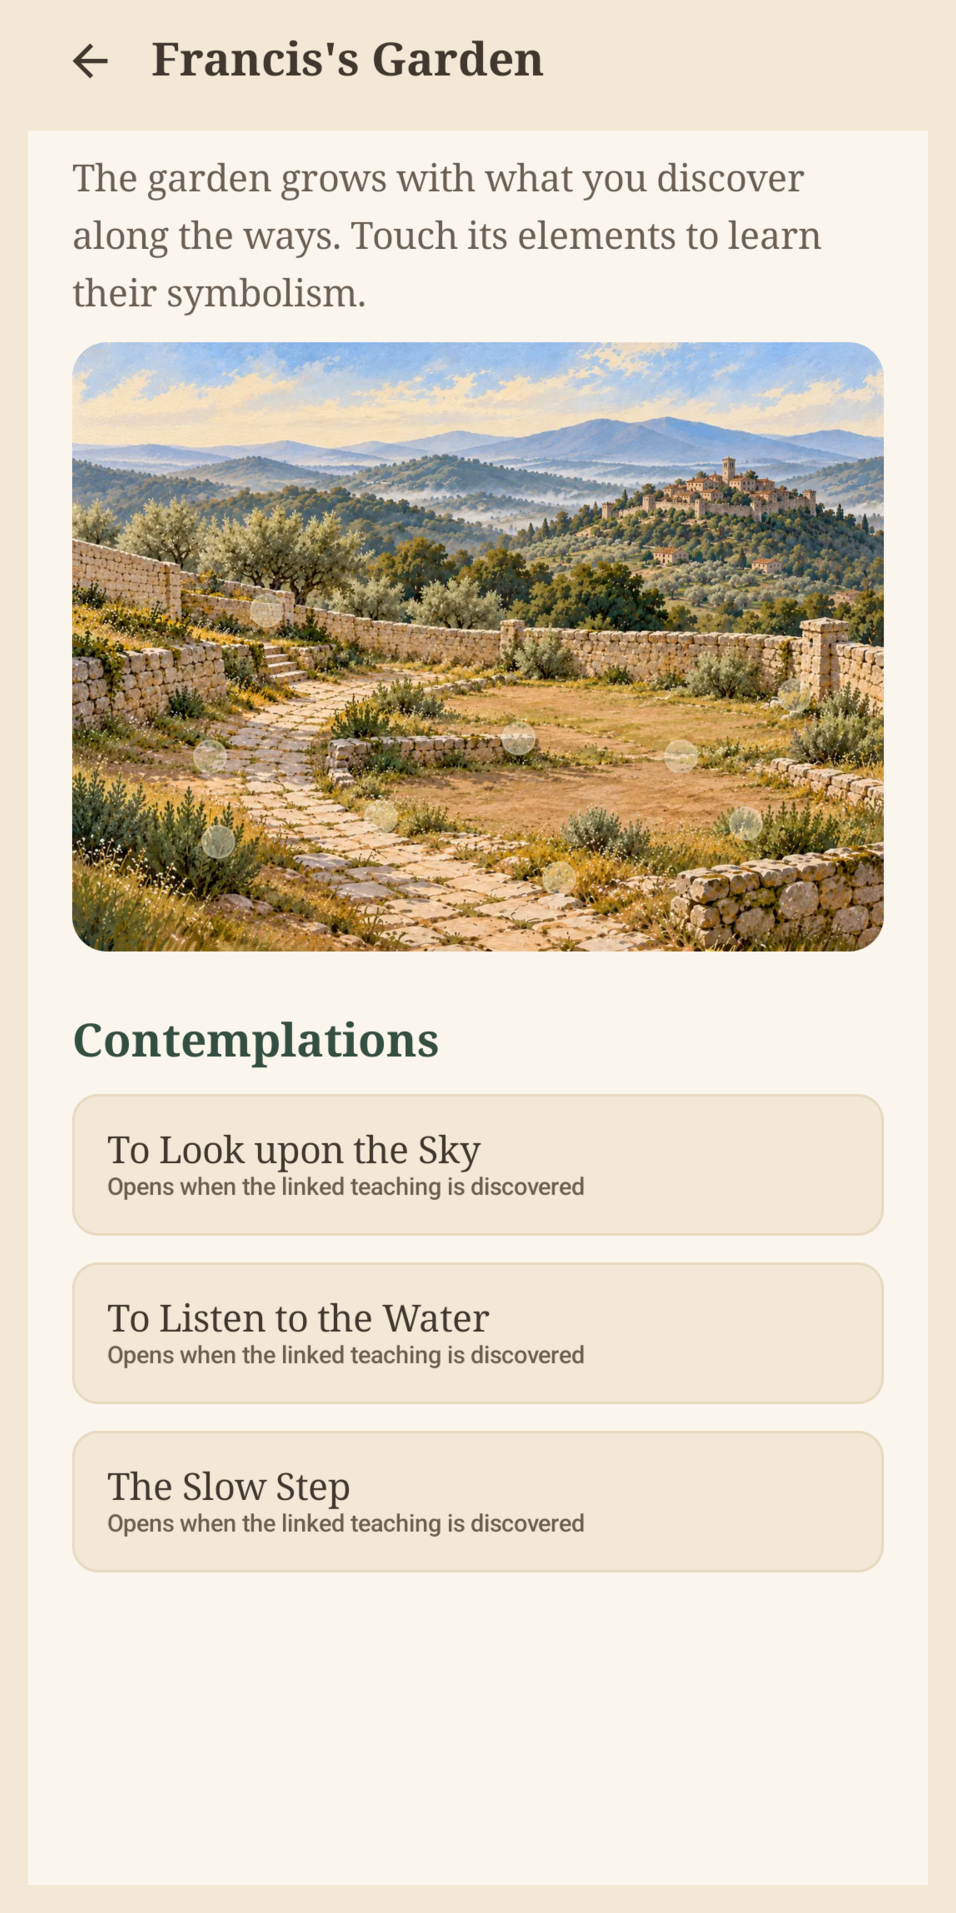 Francis's Garden
The garden grows with what you discover
along the ways. Touch its elements to learn
their symbolism.
Contemplations
To Look upon the Sky
Opens when the linked teaching is discovered
To Listen to the Water
Opens when the linked teaching is discovered
The Slow Step
Opens when the linked teaching is discovered